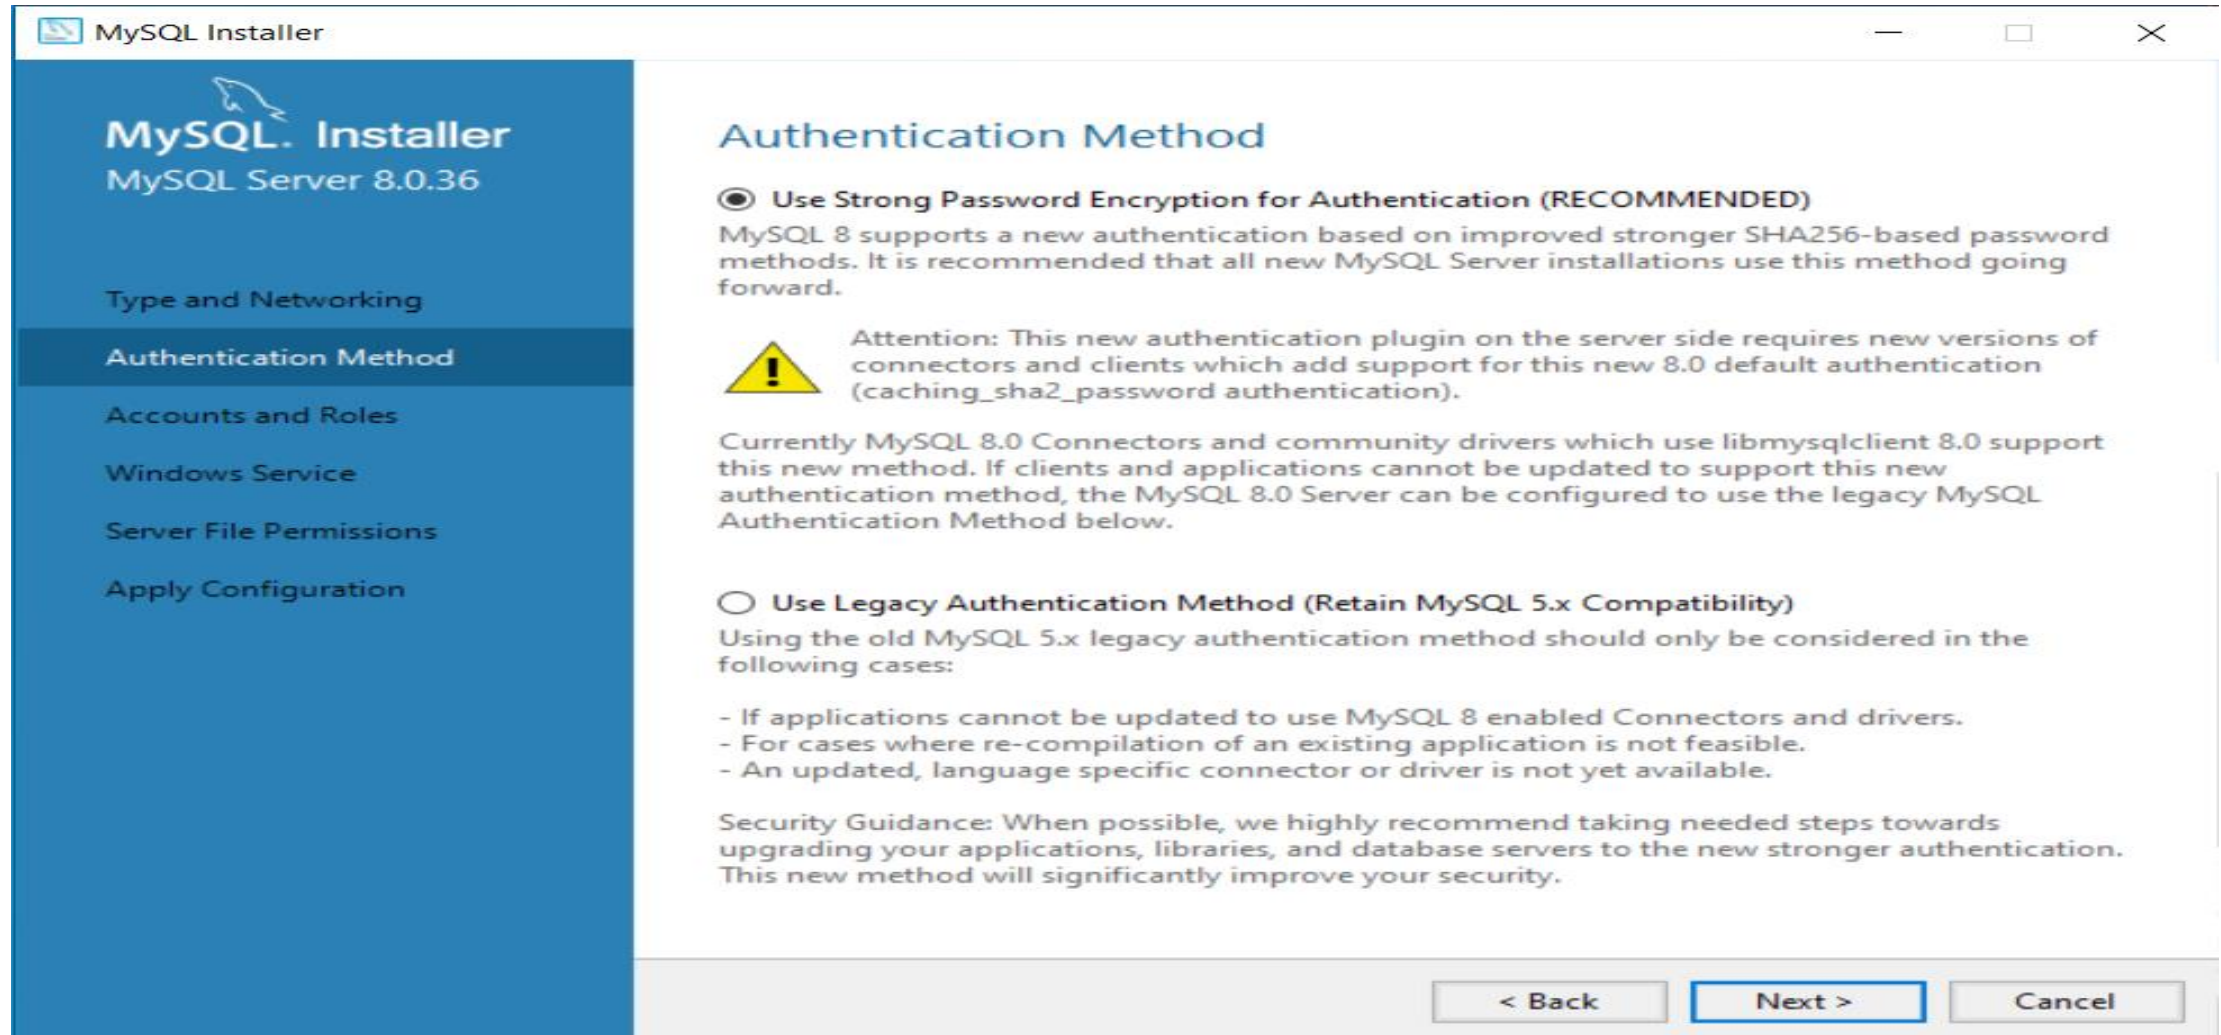 MySQL Installer
MySQL. Installer
MySQL Server 8.0.36
Type and Networking
Authentication Method
Accounts and Roles
Windows Service
Server File Permissions
Apply Configuration
Authentication Method
Use Strong Password Encryption for Authentication (RECOMMENDED)
MySQL 8 supports a new authentication based on improved stronger SHA256-based password
methods. It is recommended that all new MySQL Server installations use this method going
forward.
Attention: This new authentication plugin on the server side requires new versions of
connectors and clients which add support for this new 8.0 default authentication
(caching_sha2_password authentication).
Currently MySQL 8.0 Connectors and community drivers which use libmysqlclient 8.0 support
this new method. If clients and applications cannot be updated to support this new
authentication method, the MySQL 8.0 Server can be configured to use the legacy MySQL
Authentication Method below.
Use Legacy Authentication Method (Retain MySQL 5.x Compatibility)
Using the old MySQL 5.x legacy authentication method should only be considered in the
following cases:
- If applications cannot be updated to use MySQL 8 enabled Connectors and drivers.
- For cases where re-compilation of an existing application is not feasible.
- An updated, language specific connector or driver is not yet available.
Security Guidance: When possible, we highly recommend taking needed steps towards
upgrading your applications, libraries, and database servers to the new stronger authentication.
This new method will significantly improve your security.
< Back
Next >
Cancel